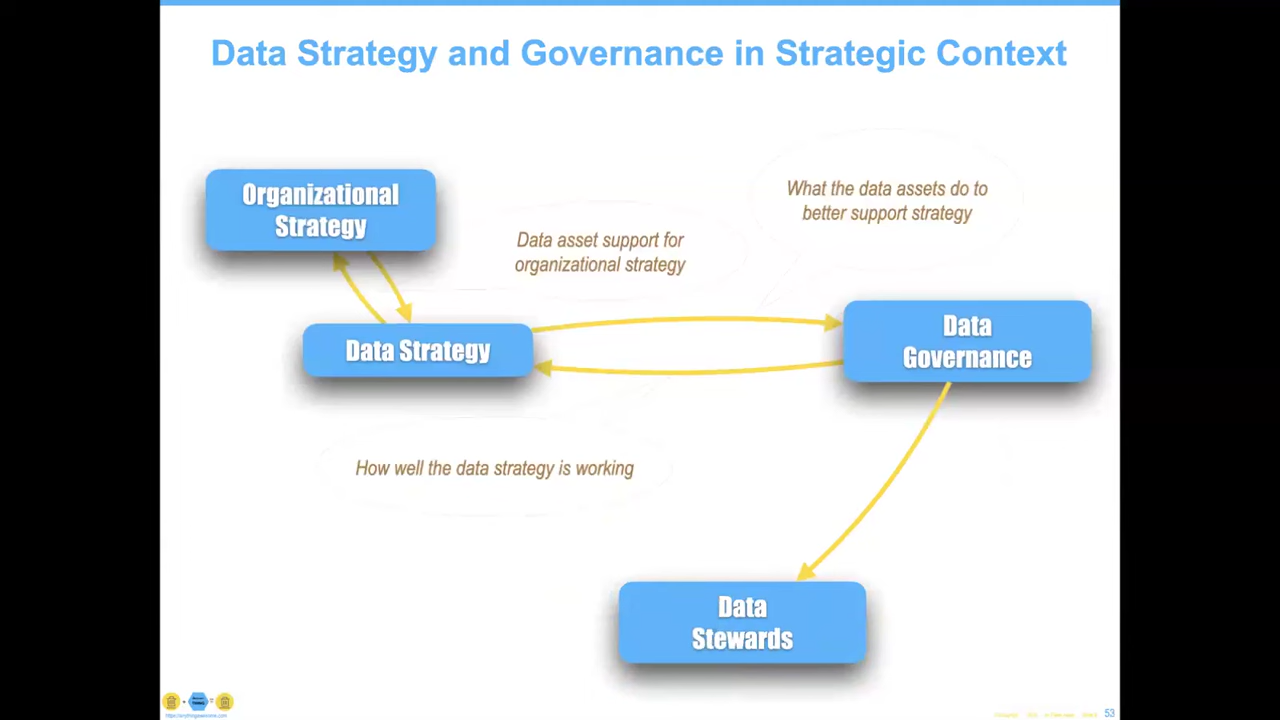 Data Strategy and Governance in Strategic Context
Organizational
Strategy
What the data assets do to
better support strategy
Data asset support for
organizational strategy
Data
Governance
Data Strategy
How well the data strategy is working
Data
Stewards
53